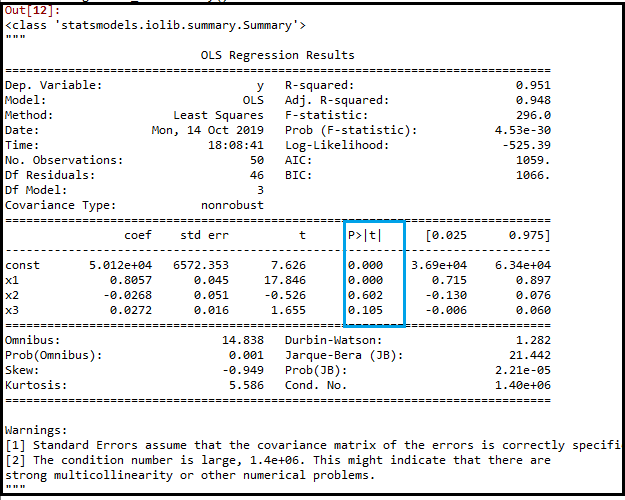 Out[12]:
<class 'statsmodels.iolib.summary.Summary'>
"""
                            OLS Regression Results
==============================================================================
Dep. Variable:                      y   R-squared:                       0.951
Model:                            OLS   Adj. R-squared:                  0.948
Method:                 Least Squares   F-statistic:                     296.0
Date:                Mon, 14 Oct 2019   Prob (F-statistic):           4.53e-30
Time:                        18:08:41   Log-Likelihood:                -525.39
No. Observations:                  50   AIC:                             1059.
Df Residuals:                      46   BIC:                             1066.
Df Model:                           3
Covariance Type:            nonrobust
==============================================================================
                 coef    std err          t      P>|t|      [0.025      0.975]
------------------------------------------------------------------------------
const       5.012e+04   6572.353      7.626      0.000    3.69e+04    6.34e+04
x1             0.8057      0.045     17.846      0.000       0.715       0.897
x2            -0.0268      0.051     -0.526      0.602      -0.130       0.076
x3             0.0272      0.016      1.655      0.105      -0.006       0.060
==============================================================================
Omnibus:                       14.838   Durbin-Watson:                   1.282
Prob(Omnibus):                  0.001   Jarque-Bera (JB):               21.442
Skew:                          -0.949   Prob(JB):                     2.21e-05
Kurtosis:                       5.586   Cond. No.                     1.40e+06
==============================================================================
Warnings:
[1] Standard Errors assume that the covariance matrix of the errors is correctly specifi
[2] The condition number is large, 1.4e+06. This might indicate that there are
strong multicollinearity or other numerical problems.
"""